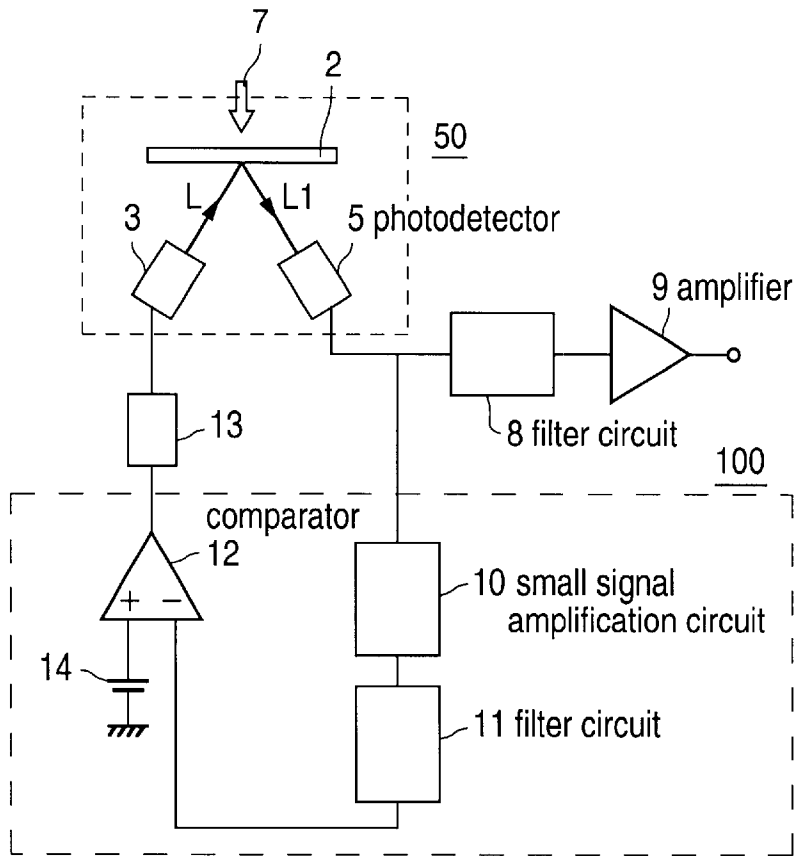 7
2
50
L
L1
3
5 photodetector
9 amplifier
13
8 filter circuit
100
comparator
12
+
−
10 small signal
amplification circuit
14
11 filter circuit